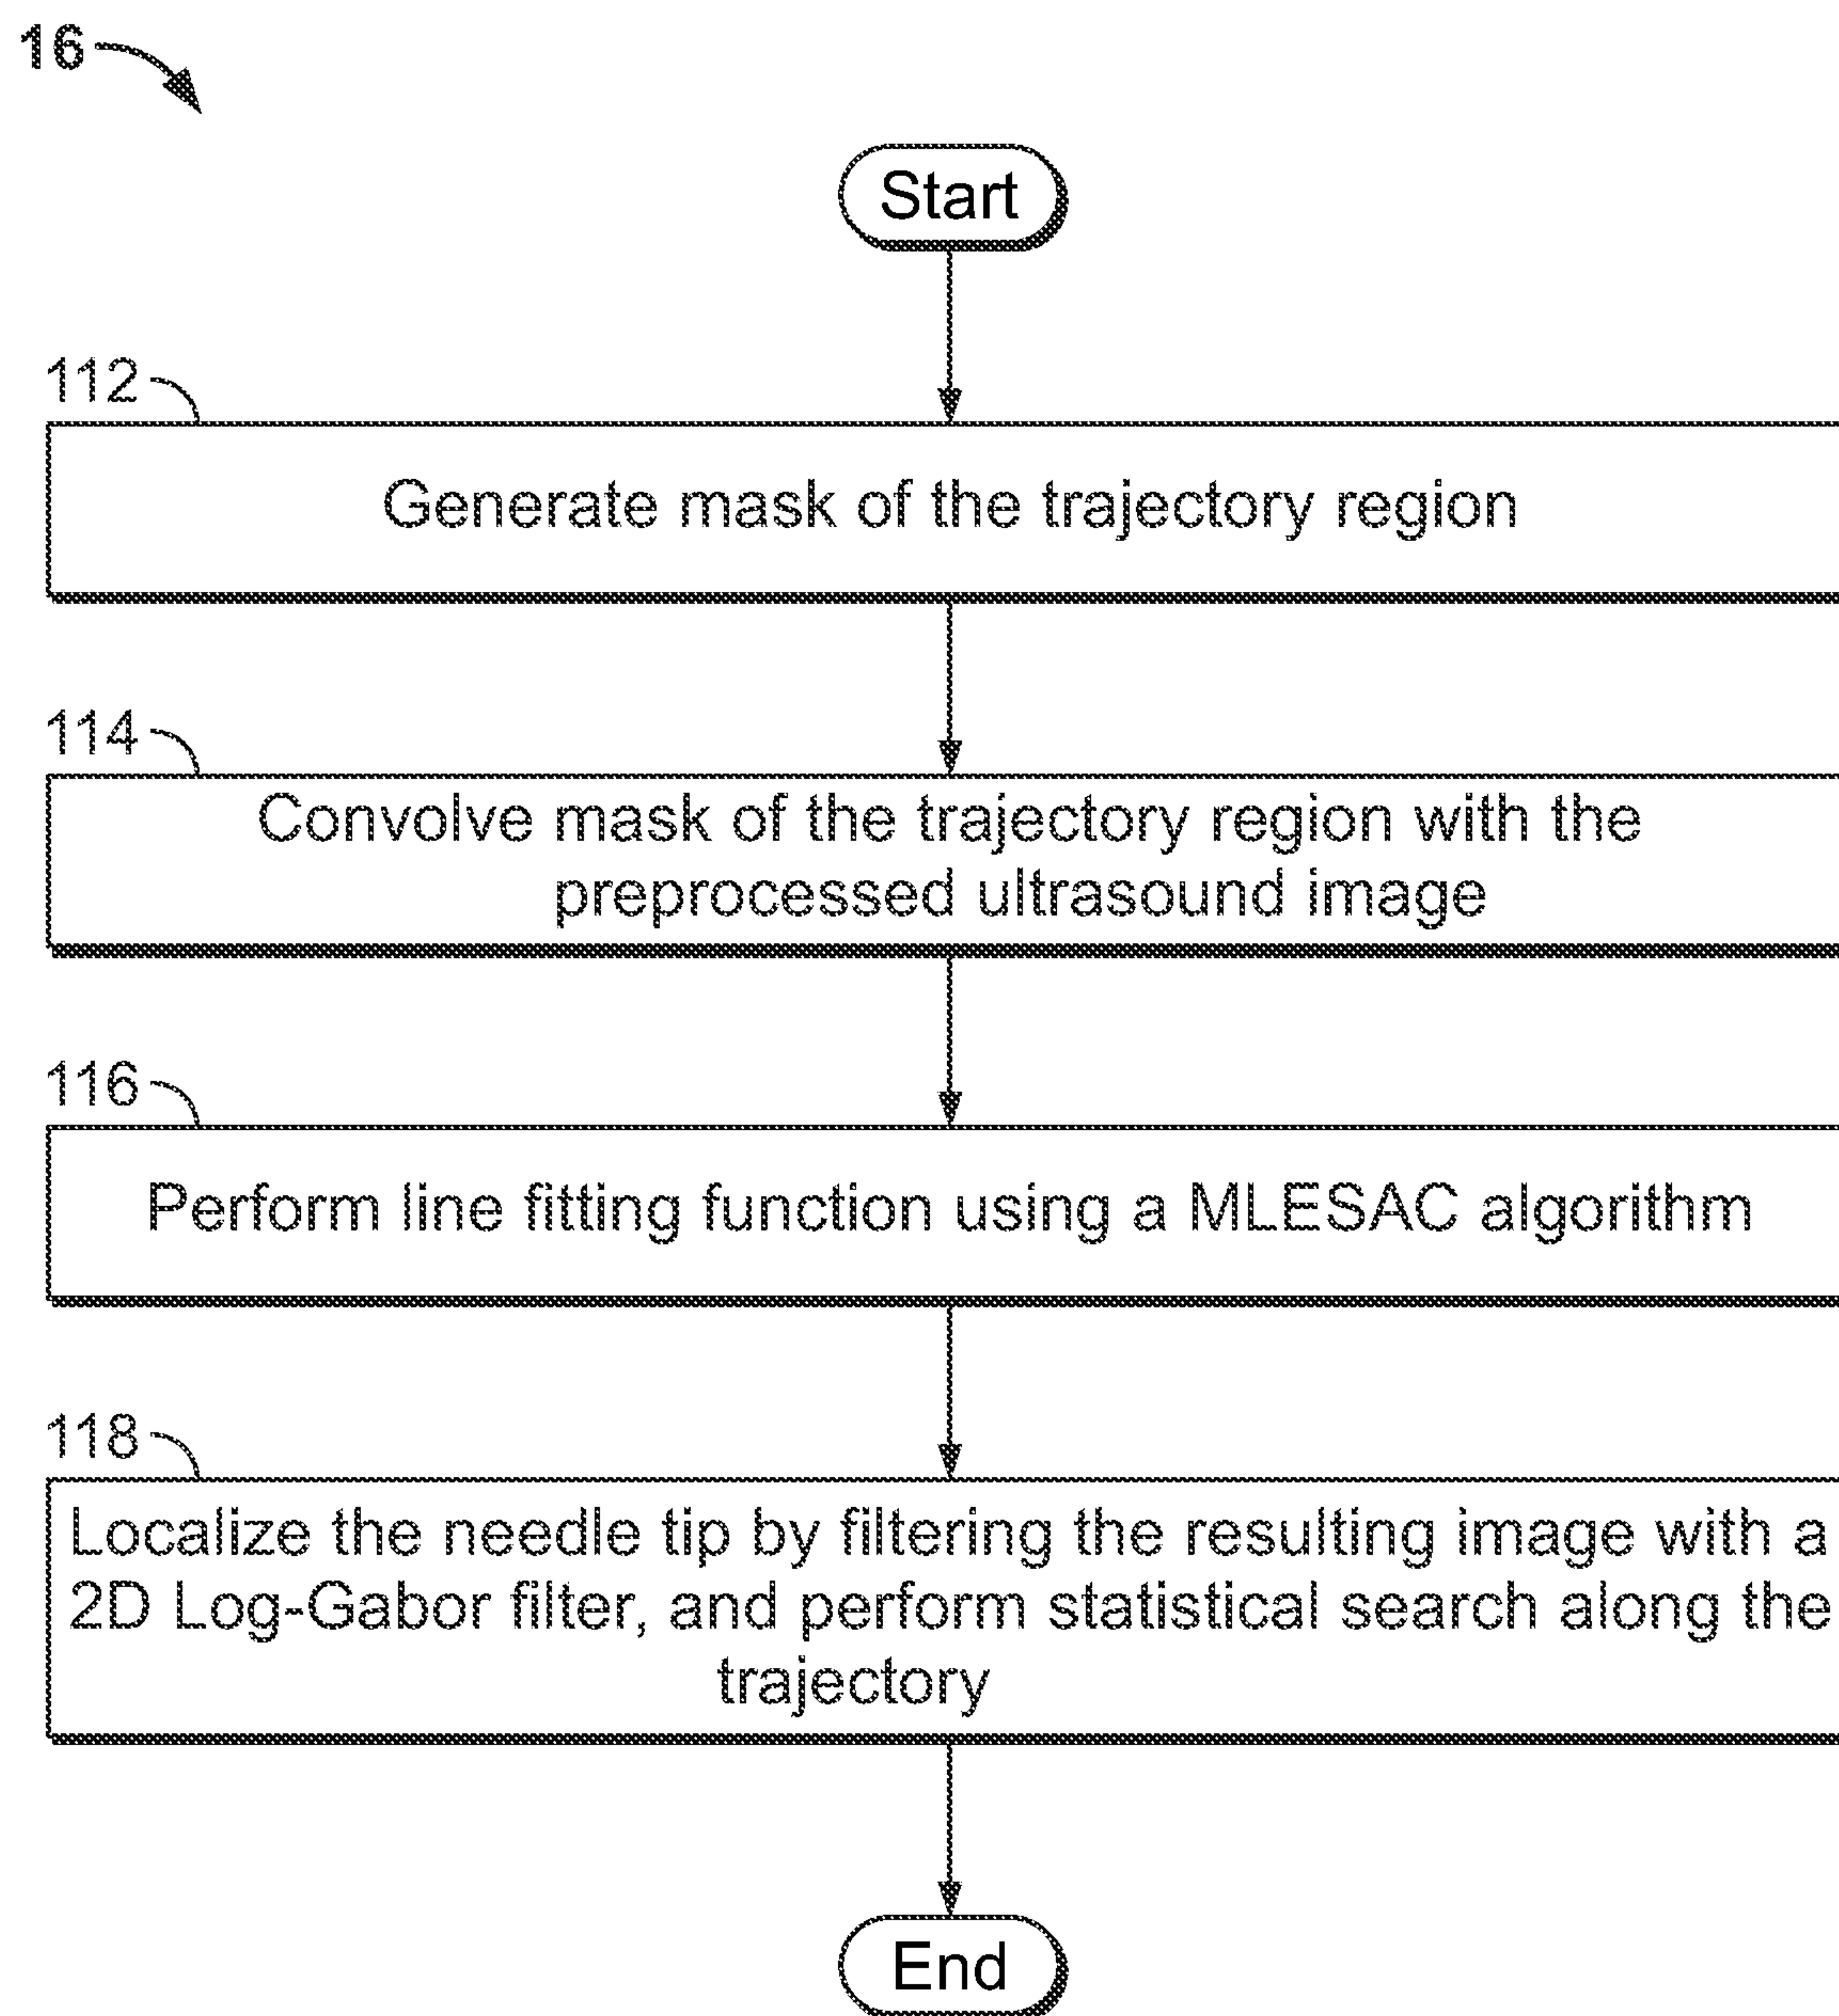 16
Start
112
Generate mask of the trajectory region
114
Convolve mask of the trajectory region with the
preprocessed ultrasound image
116
Perform line fitting function using a MLESAC algorithm
118
Localize the needle tip by filtering the resulting image with a
2D Log-Gabor filter, and perform statistical search along the
trajectory
End